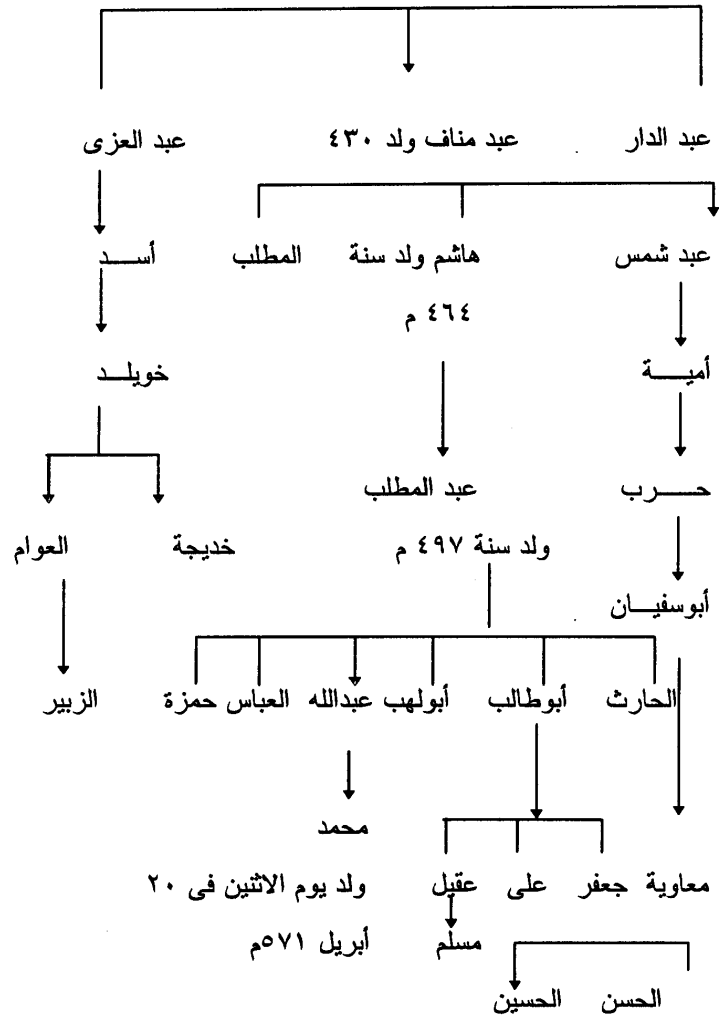 عبد الدار عبد مناف ولد ٤٣٠ عبد العزى
عبد شمس هاشم ولد سنة المطلب أسد
٤٦٤ م
أمية خويلد
حرب عبد المطلب
ولد سنة ٤٩٧ م خديجة العوام
أبوسفيان
الحارث أبوطالب أبولهب عبدالله العباس حمزة الزبير
محمد
معاوية جعفر على عقيل ولد يوم الاثنين فى ٢٠
مسلم أبريل ٥٧١م
الحسن الحسين